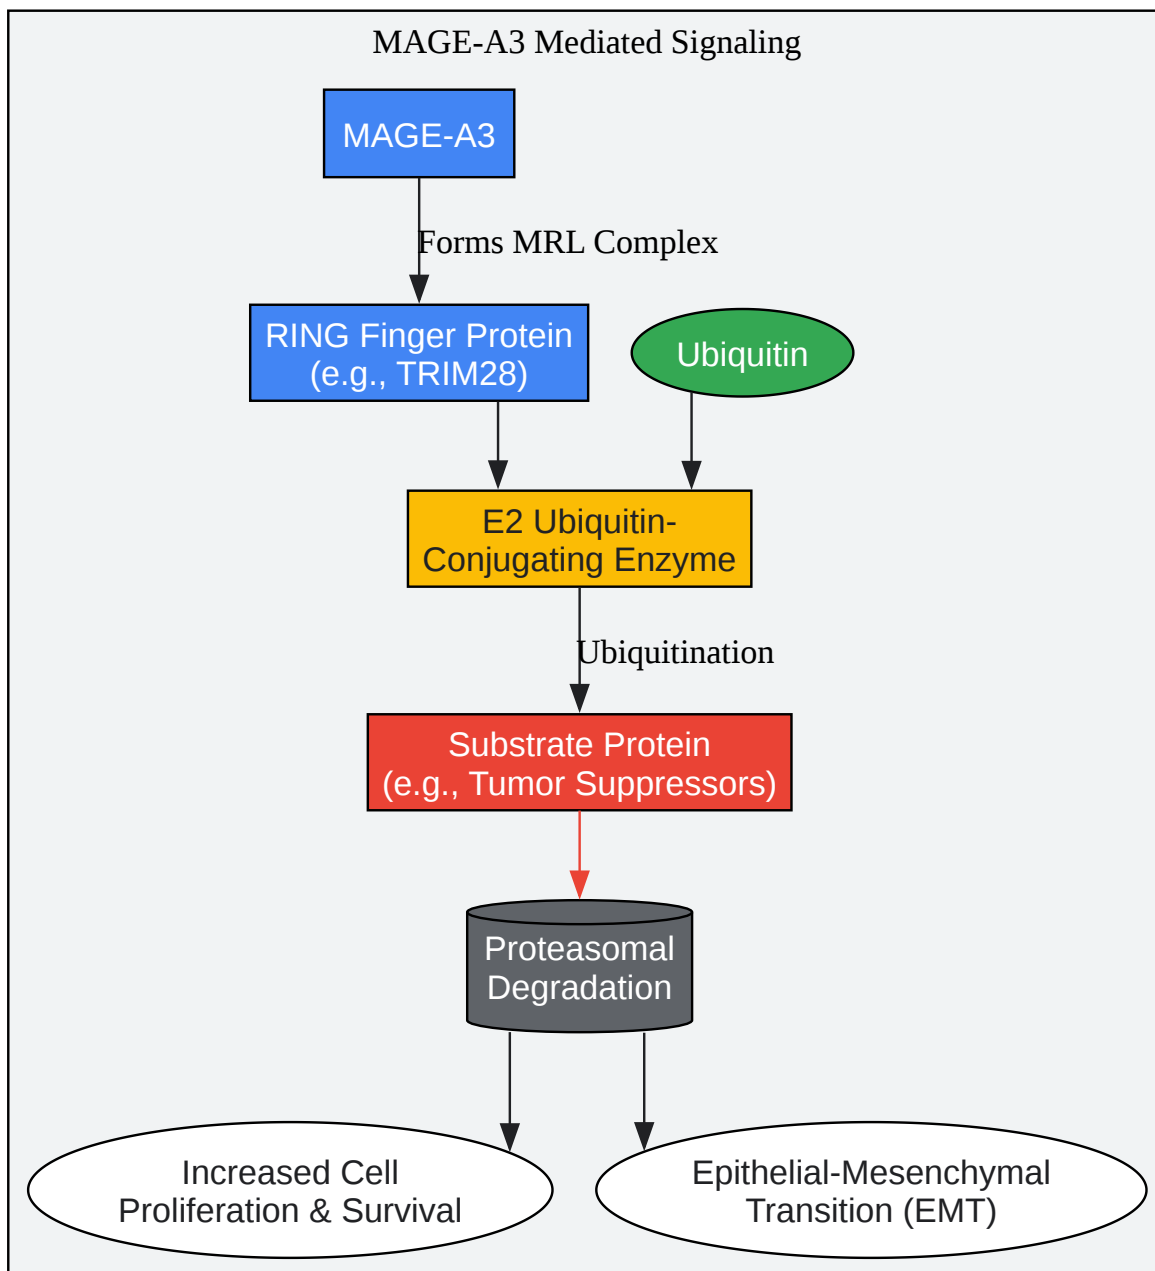 MAGE-A3 Mediated Signaling
MAGE-A3
Forms MRL Complex
RING Finger Protein
(e.g., TRIM28)
Ubiquitin
E2 Ubiquitin-
Conjugating Enzyme
Ubiquitination
Substrate Protein
(e.g., Tumor Suppressors)
Proteasomal
Degradation
Increased Cell
Proliferation & Survival
Epithelial-Mesenchymal
Transition (EMT)